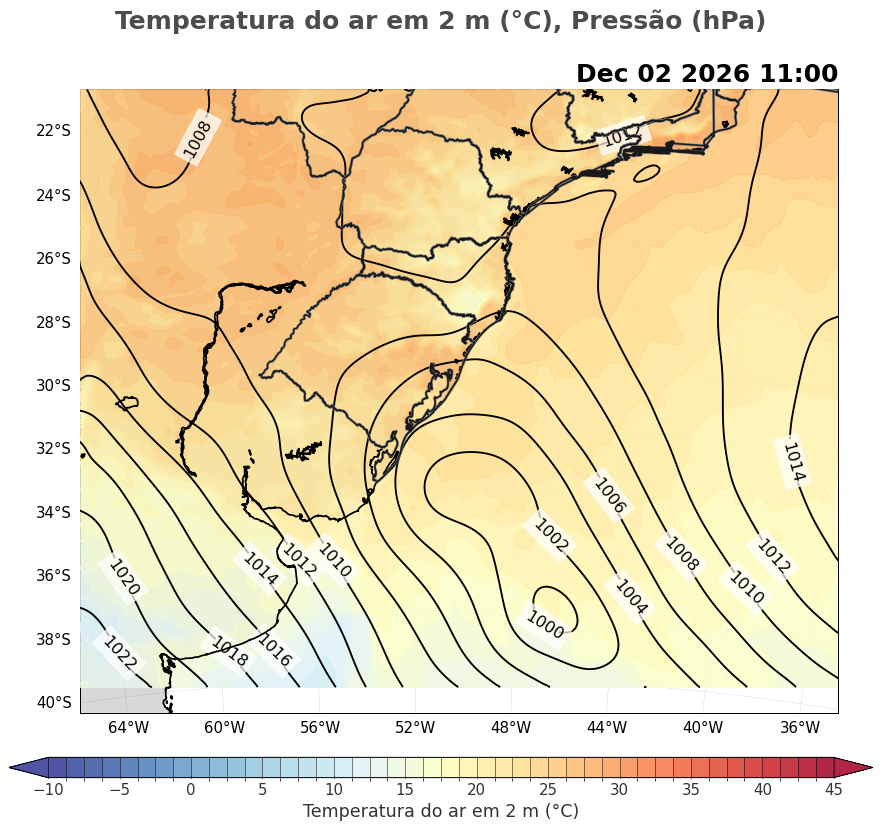 Temperatura do ar em 2 m (°C), Pressão (hPa)
Dec 02 2026 11:00
22°S
24°S
26°S
28°S
30°S
32°S
34°S
36°S
38°S
40°S
1008
1012
1014
1006
1002
1008
1012
1010
1004
1000
1010
1012
1014
1020
1016
1018
1022
64°W 60°W 56°W 52°W 48°W 44°W 40°W 36°W
−10 −5 0 5 10 15 20 25 30 35 40 45
Temperatura do ar em 2 m (°C)